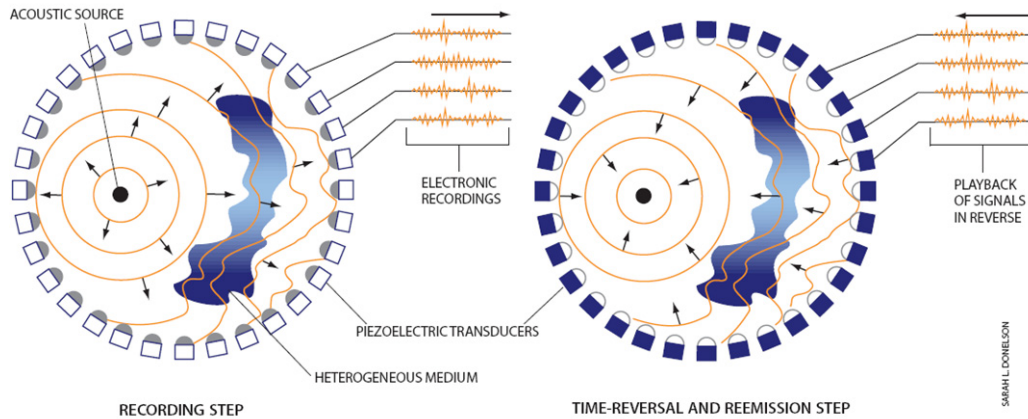 ACOUSTIC SOURCE
ELECTRONIC
RECORDINGS
PLAYBACK
OF SIGNALS
IN REVERSE
PIEZOELECTRIC TRANSDUCERS
HETEROGENEOUS MEDIUM
RECORDING STEP
TIME-REVERSAL AND REEMISSION STEP
SARAH L. DONELSON